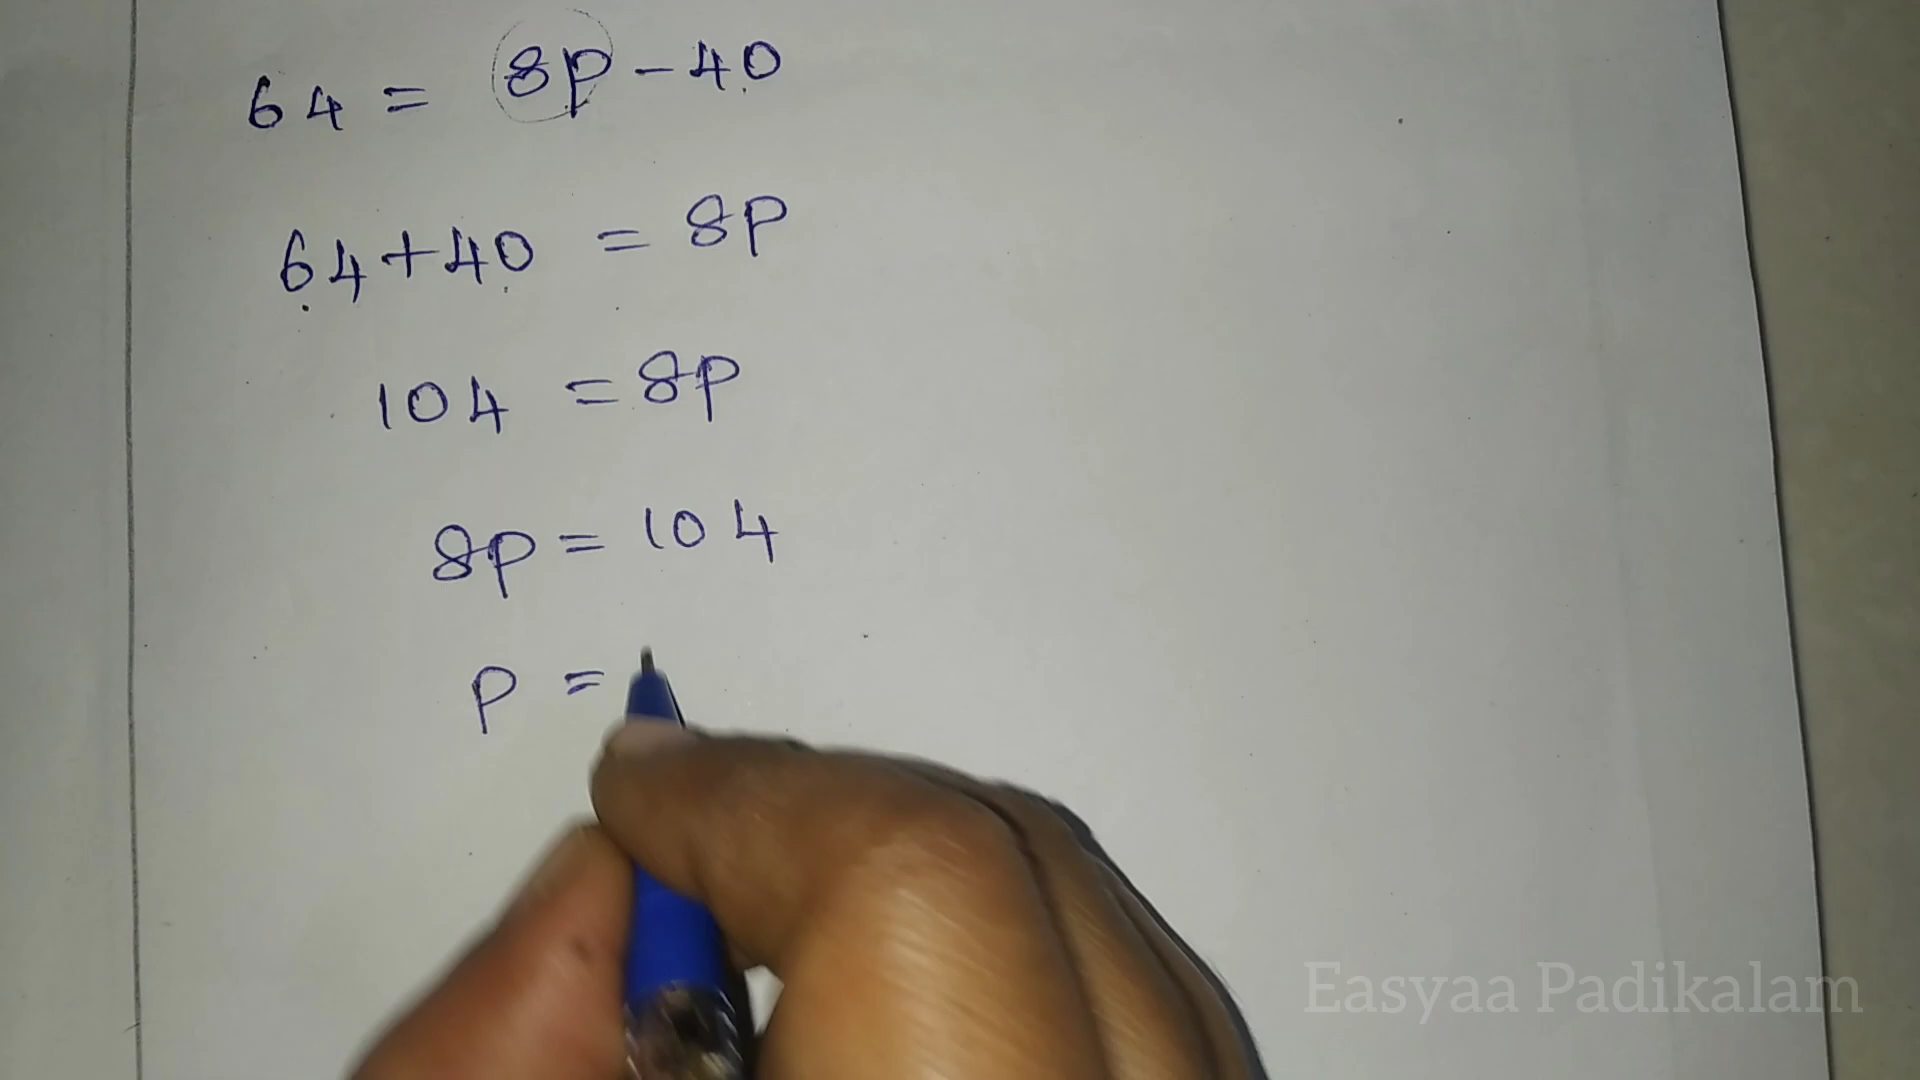 64 = 8p - 40
64 + 40 = 8p
104 = 8p
8p = 104
p =
Easyaa Padikalam